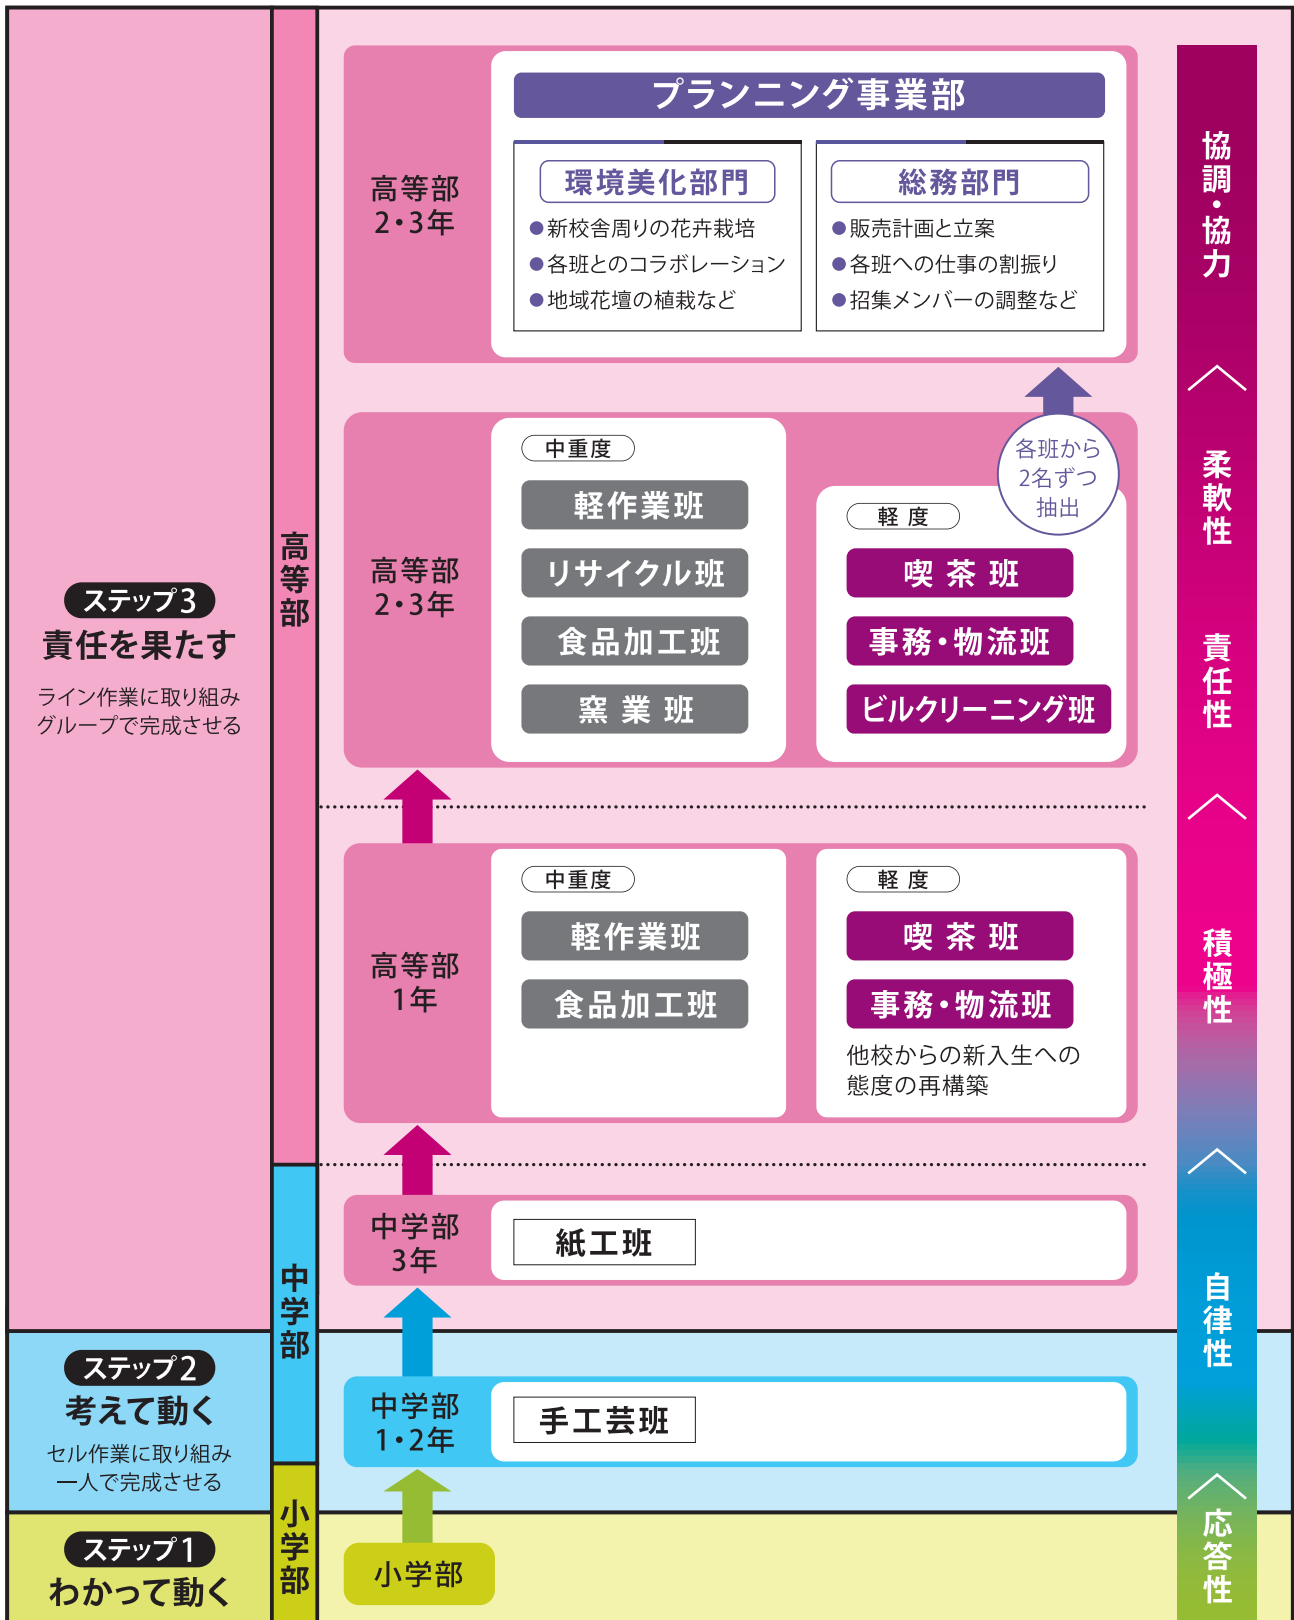 プランニング事業部
高等部
2・3年
環境美化部門
●新校舎周りの花卉栽培
●各班とのコラボレーション
●地域花壇の植栽など
総務部門
●販売計画と立案
●各班への仕事の割振り
●招集メンバーの調整など
各班から
2名ずつ
抽出
高等部
2・3年
中重度
軽作業班
リサイクル班
食品加工班
窯業班
軽度
喫茶班
事務・物流班
ビルクリーニング班
高等部
1年
中重度
軽作業班
食品加工班
軽度
喫茶班
事務・物流班
他校からの新入生への
態度の再構築
中学部
3年
紙工班
中学部
1・2年
手工芸班
小学部
高等部
中学部
小学部
ステップ3
責任を果たす
ライン作業に取り組み
グループで完成させる
ステップ2
考えて動く
セル作業に取り組み
一人で完成させる
ステップ1
わかって動く
協調・協力
柔軟性
責任性
積極性
自律性
応答性